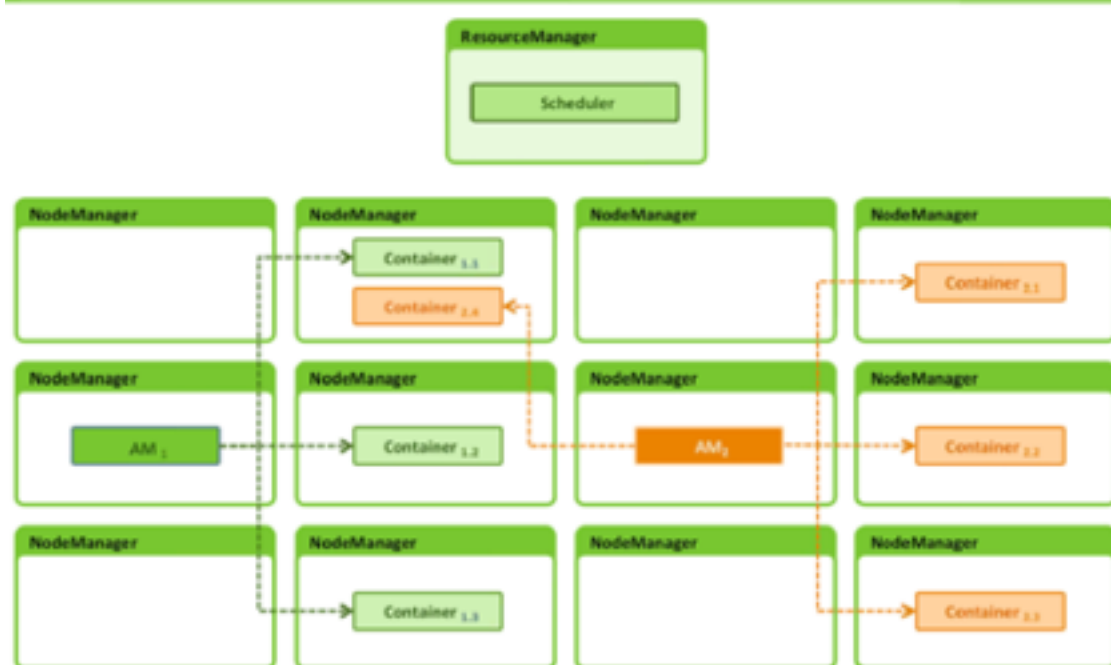 ResourceManager
Scheduler
NodeManager
NodeManager
NodeManager
NodeManager
Container 1.1
Container 2.4
Container 2.1
NodeManager
NodeManager
NodeManager
NodeManager
AM 1
Container 1.2
AM2
Container 2.2
NodeManager
NodeManager
NodeManager
NodeManager
Container 1.3
Container 2.3